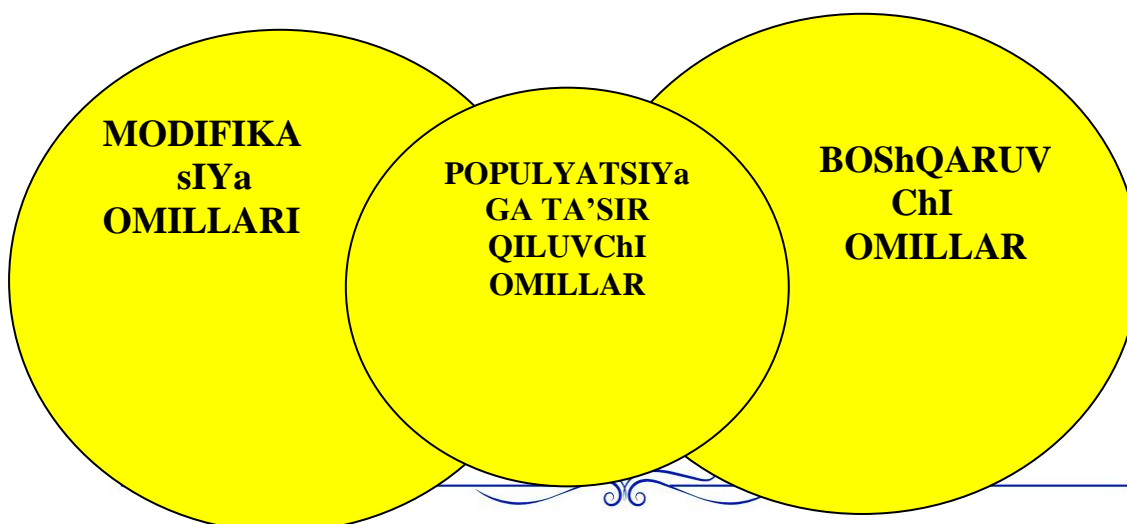 MODIFIKA
sIYa
OMILLARI
POPULYATSIYa
GA TA’SIR
QILUVChI
OMILLAR
BOShQARUV
ChI
OMILLAR